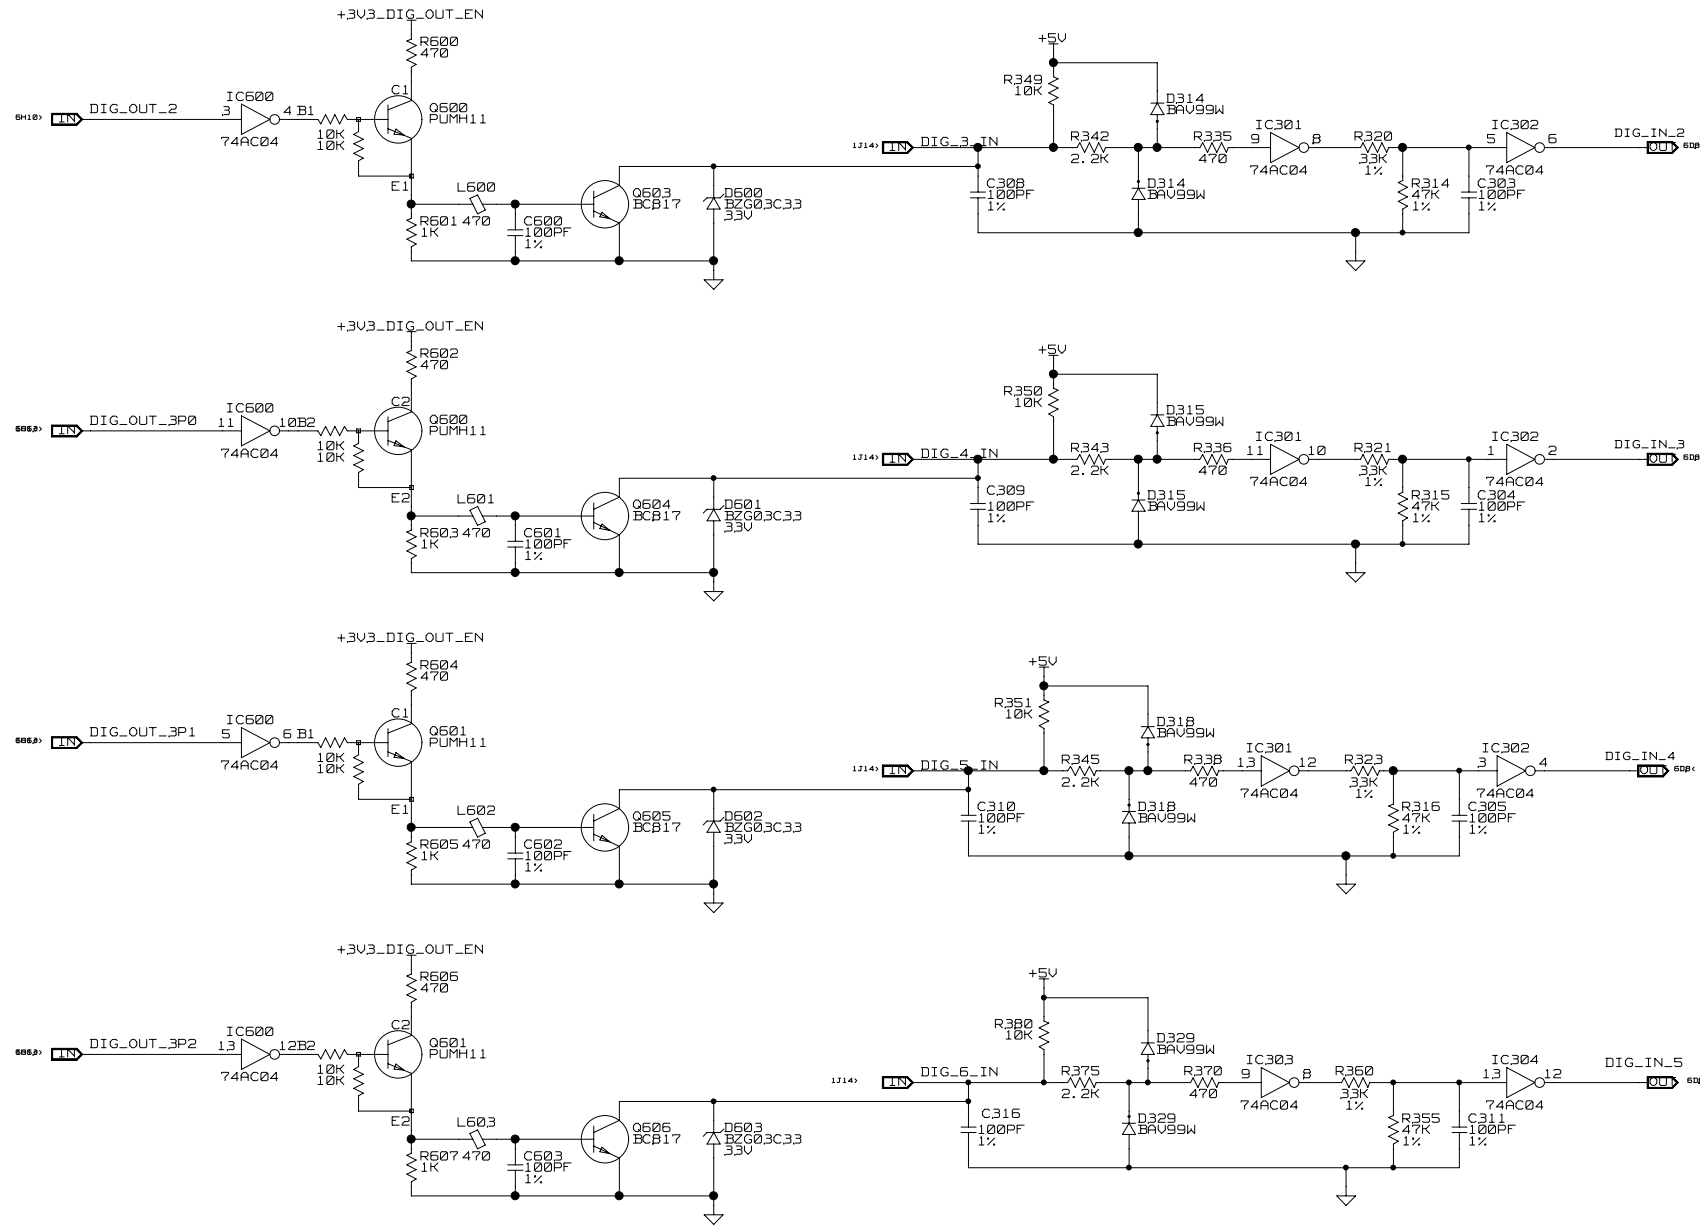 +3V3_DIG_OUT_EN
R600
470
C1
DIG_OUT_2
IN
IC600
3
4 B1
74AC04
10K
10K
Q600
PUMH11
E1
L600
470
R601
1K
C600
100PF
1%
Q603
BC817
D600
BZG03C33
33V
+5V
R349
10K
D314
BAV99W
1J14>
IN
DIG_3_IN
R342
2.2K
R335
470
IC301
9
8
74AC04
R320
33K
1%
IC302
5
6
74AC04
DIG_IN_2
OUT
C308
100PF
1%
D314
BAV99W
R314
47K
1%
C303
100PF
1%
+3V3_DIG_OUT_EN
R602
470
C2
DIG_OUT_3P0
IN
IC600
11
10 B2
74AC04
10K
10K
Q600
PUMH11
E2
L601
470
R603
1K
C601
100PF
1%
Q604
BC817
D601
BZG03C33
33V
+5V
R350
10K
D315
BAV99W
1J14>
IN
DIG_4_IN
R343
2.2K
R336
470
IC301
11
10
74AC04
R321
33K
1%
IC302
1
2
74AC04
DIG_IN_3
OUT
C309
100PF
1%
D315
BAV99W
R315
47K
1%
C304
100PF
1%
+3V3_DIG_OUT_EN
R604
470
C1
DIG_OUT_3P1
IN
IC600
5
6 B1
74AC04
10K
10K
Q601
PUMH11
E1
L602
470
R605
1K
C602
100PF
1%
Q605
BC817
D602
BZG03C33
33V
+5V
R351
10K
D318
BAV99W
1J14>
IN
DIG_5_IN
R345
2.2K
R338
470
IC301
13
12
74AC04
R323
33K
1%
IC302
3
4
74AC04
DIG_IN_4
OUT
C310
100PF
1%
D318
BAV99W
R316
47K
1%
C305
100PF
1%
+3V3_DIG_OUT_EN
R606
470
C2
DIG_OUT_3P2
IN
IC600
13
12 B2
74AC04
10K
10K
Q601
PUMH11
E2
L603
470
R607
1K
C603
100PF
1%
Q606
BC817
D603
BZG03C33
33V
+5V
R380
10K
D329
BAV99W
1J14>
IN
DIG_6_IN
R375
2.2K
R370
470
IC303
9
8
74AC04
R360
33K
1%
IC304
13
12
74AC04
DIG_IN_5
OUT
C316
100PF
1%
D329
BAV99W
R355
47K
1%
C311
100PF
1%